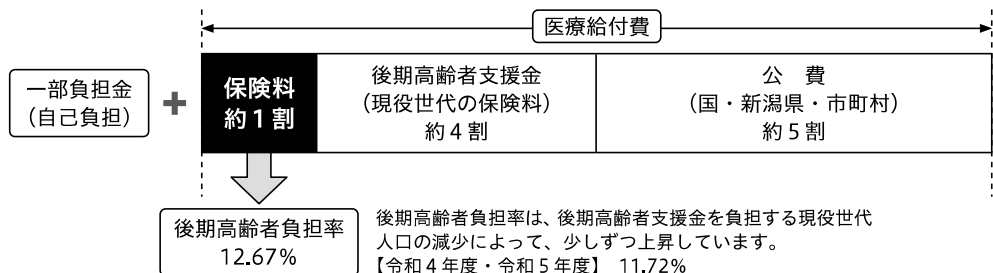 医療給付費
一部負担金
（自己負担）
+
保険料
約1割
後期高齢者支援金
（現役世代の保険料）
約4割
公　費
（国・新潟県・市町村）
約5割
後期高齢者負担率
12.67%
後期高齢者負担率は、後期高齢者支援金を負担する現役世代
人口の減少によって、少しずつ上昇しています。
【令和4年度・令和5年度】 11.72%